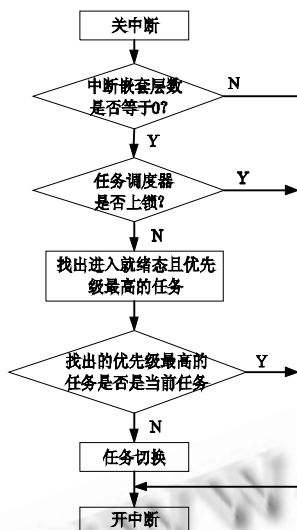 关中断
中断嵌套层数
是否等于0?
N
Y
任务调度器
是否上锁?
Y
N
找出进入就绪态且优先
级最高的任务
找出的优先级最高的
任务是否是当前任务
Y
N
任务切换
开中断